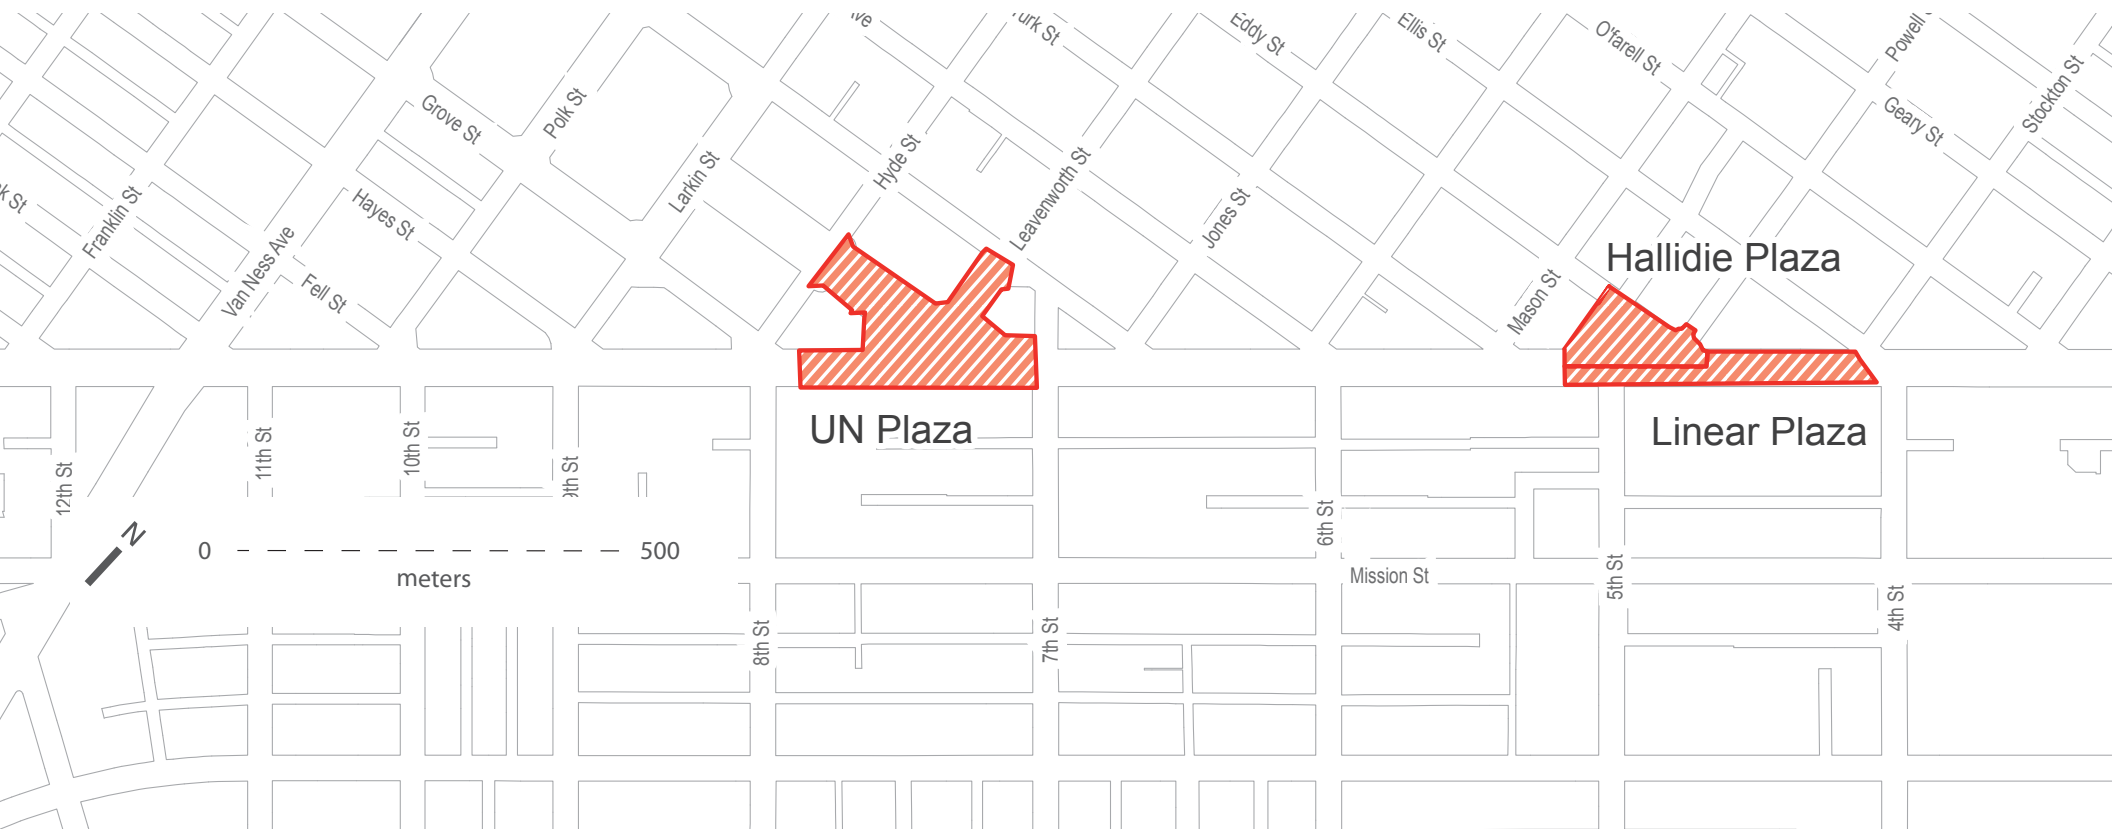 Eddy St
Ellis St
O'farell St
Powell
Stockton St
Grove St
Polk St
Geary St
Hyde St
Larkin St
Leavenworth St
Franklin St
Hayes St
Jones St
Van Ness Ave
Fell St
Mason St
Hallidie Plaza
UN Plaza
Linear Plaza
12th St
11th St
10th St
9th St
6th St
N
0
500
meters
Mission St
5th St
4th St
8th St
7th St